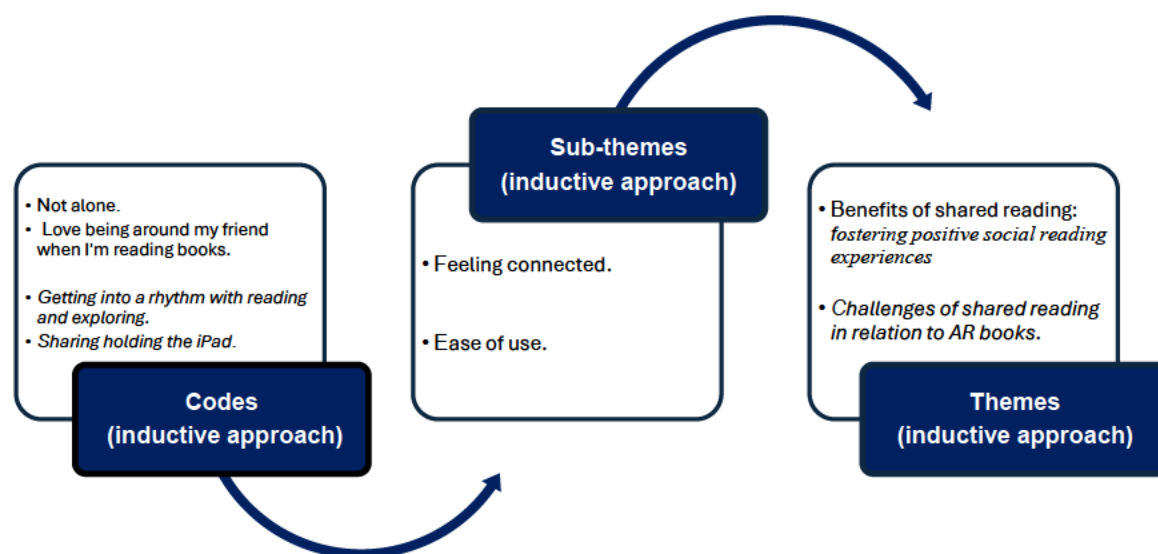 • Not alone.
• Love being around my friend
when I'm reading books.
• Getting into a rhythm with reading
and exploring.
• Sharing holding the iPad.
Codes
(inductive approach)
Sub-themes
(inductive approach)
• Feeling connected.
• Ease of use.
• Benefits of shared reading:
fostering positive social reading
experiences
• Challenges of shared reading
in relation to AR books.
Themes
(inductive approach)